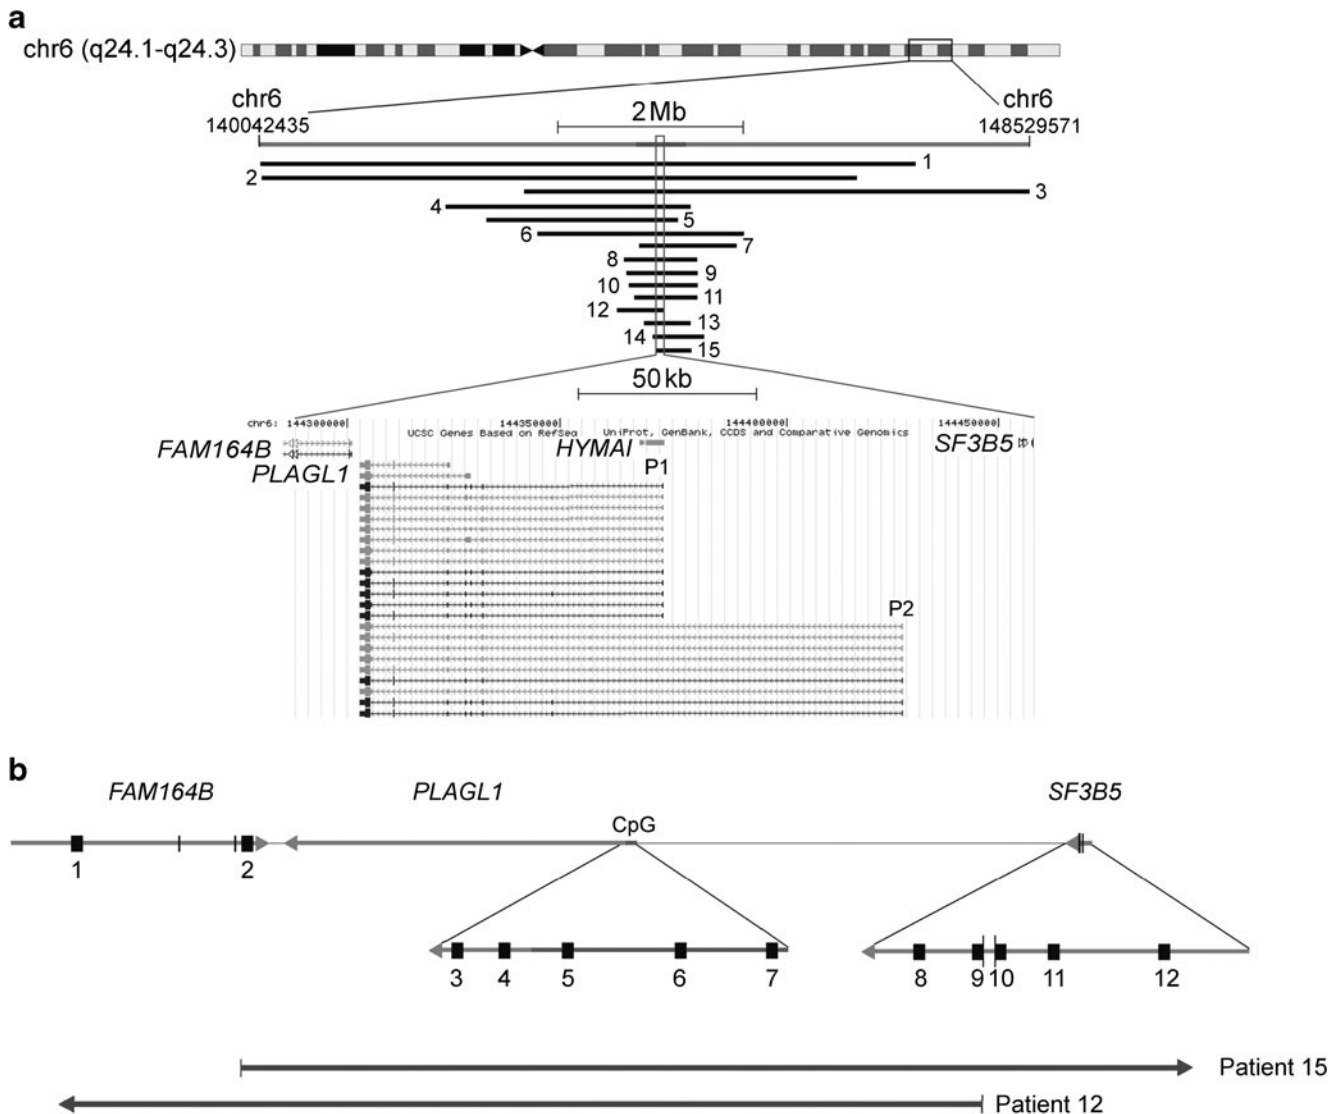 a
chr6 (q24.1-q24.3)
chr6
140042435
chr6
148529571
2 Mb
1
2
3
4
5
6
7
8
9
10
11
12
13
14
15
50 kb
chr6: 144300000| 144350000| 144400000| 144450000|
UCSC Genes Based on RefSeq UniProt, GenBank, CCDS and Comparative Genomics
FAM164B
HYMAI
SF3B5
PLAGL1
P1
P2
b
FAM164B PLAGL1 SF3B5
CpG
1 2
3 4 5 6 7 8 9 10 11 12
Patient 15
Patient 12